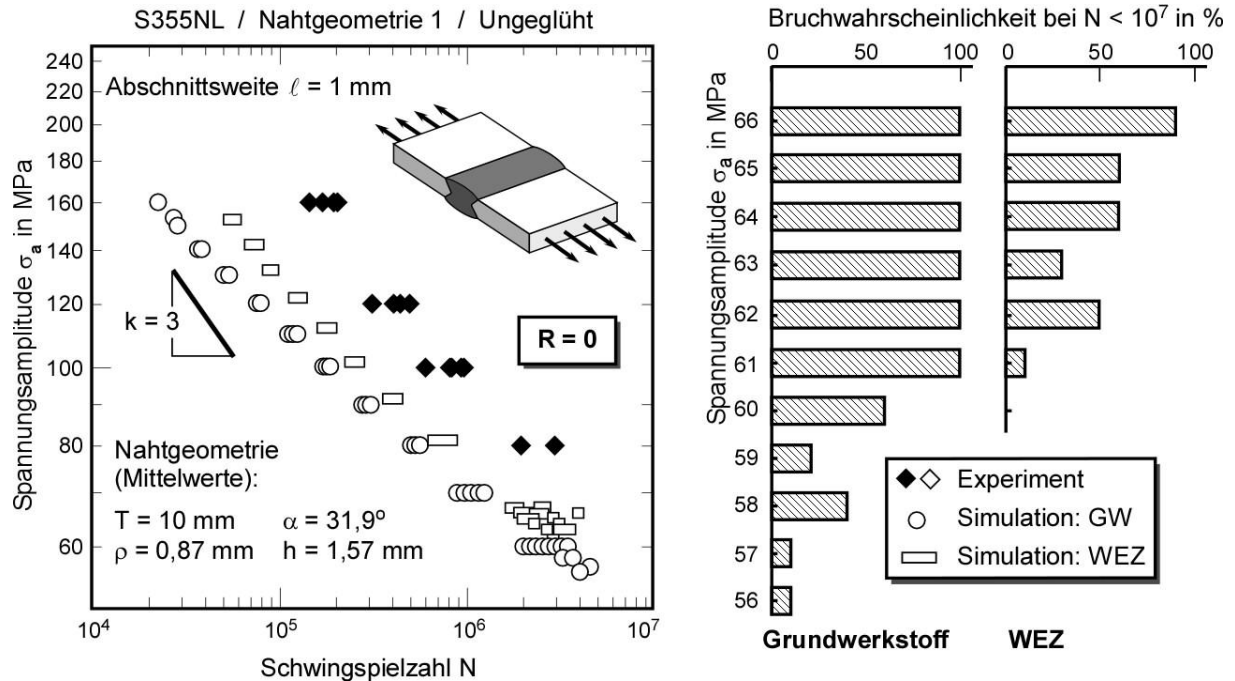 S355NL / Nahtgeometrie 1 / Ungeglüht
240
220
200
180
160
140
120
100
80
60
Spannungsamplitude σa in MPa
Abschnittsweite ℓ = 1 mm
k = 3
R = 0
Nahtgeometrie
(Mittelwerte):
T = 10 mm α = 31,9º
ρ = 0,87 mm h = 1,57 mm
10⁴ 10⁵ 10⁶ 10⁷
Schwingspielzahl N
Bruchwahrscheinlichkeit bei N < 10⁷ in %
0 50 100 0 50 100
Spannungsamplitude σa in MPa
66
65
64
63
62
61
60
59
58
57
56
Experiment
Simulation: GW
Simulation: WEZ
Grundwerkstoff WEZ